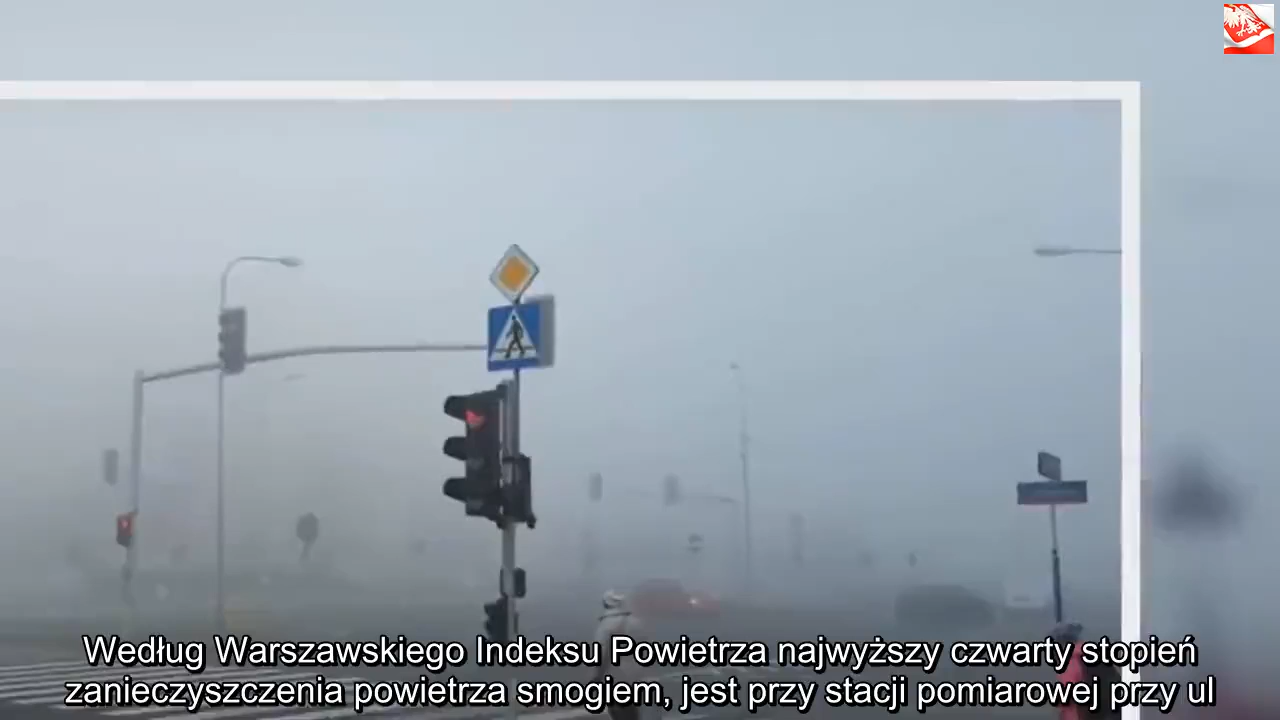 Według Warszawskiego Indeksu Powietrza najwyższy czwarty stopień
zanieczyszczenia powietrza smogiem, jest przy stacji pomiarowej przy ul